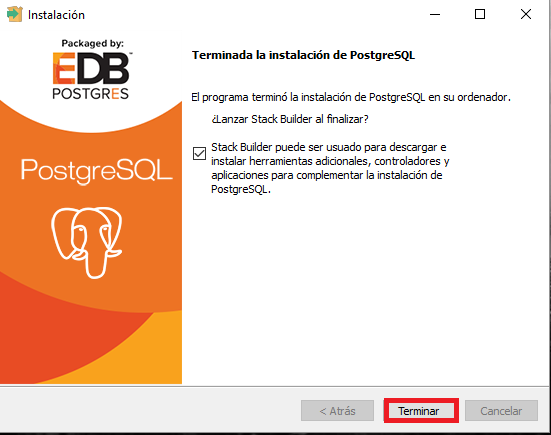 Instalación
Packaged by:
EDB
POSTGRES
PostgreSQL
Terminada la instalación de PostgreSQL
El programa terminó la instalación de PostgreSQL en su ordenador.
¿Lanzar Stack Builder al finalizar?
Stack Builder puede ser usuado para descargar e
instalar herramientas adicionales, controladores y
aplicaciones para complementar la instalación de
PostgreSQL.
< Atrás
Terminar
Cancelar